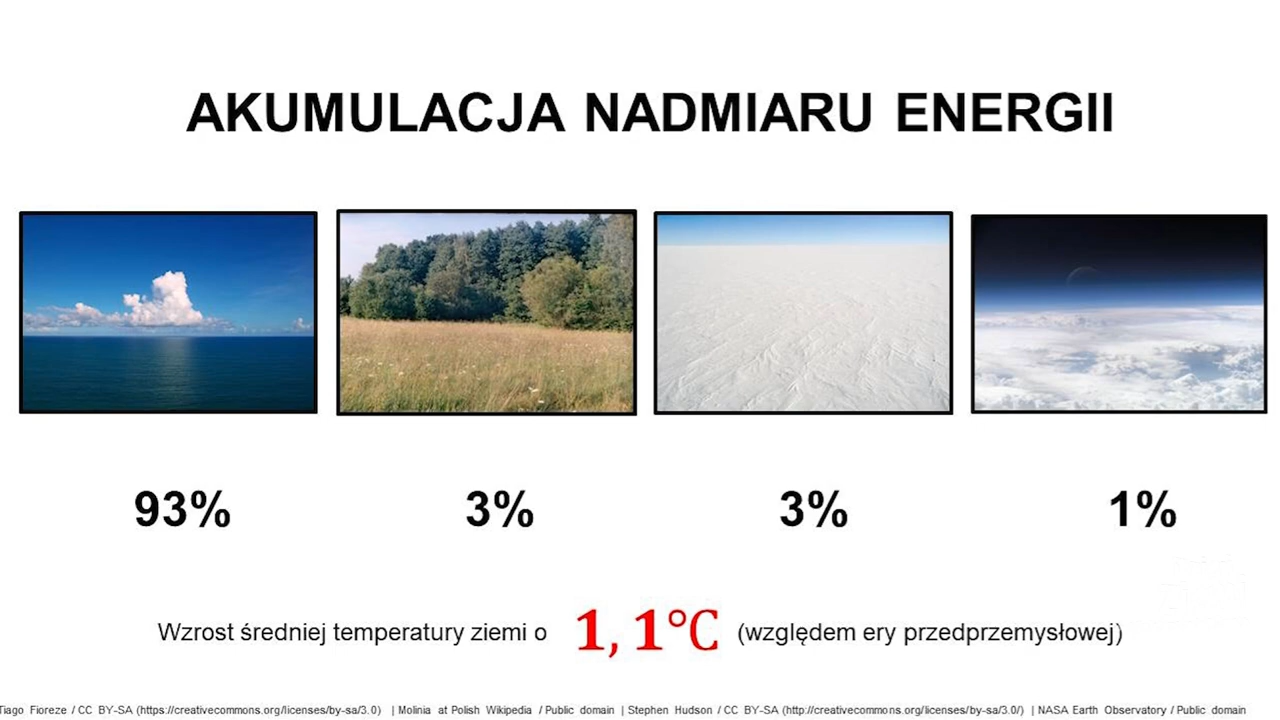 AKUMULACJA NADMIARU ENERGII
93% 3% 3% 1%
Wzrost średniej temperatury ziemi o 1, 1°C (względem ery przedprzemysłowej)
Tiago Fioreze / CC BY-SA (https://creativecommons.org/licenses/by-sa/3.0) | Molinia at Polish Wikipedia / Public domain | Stephen Hudson / CC BY-SA (http://creativecommons.org/licenses/by-sa/3.0/) | NASA Earth Observatory / Public domain